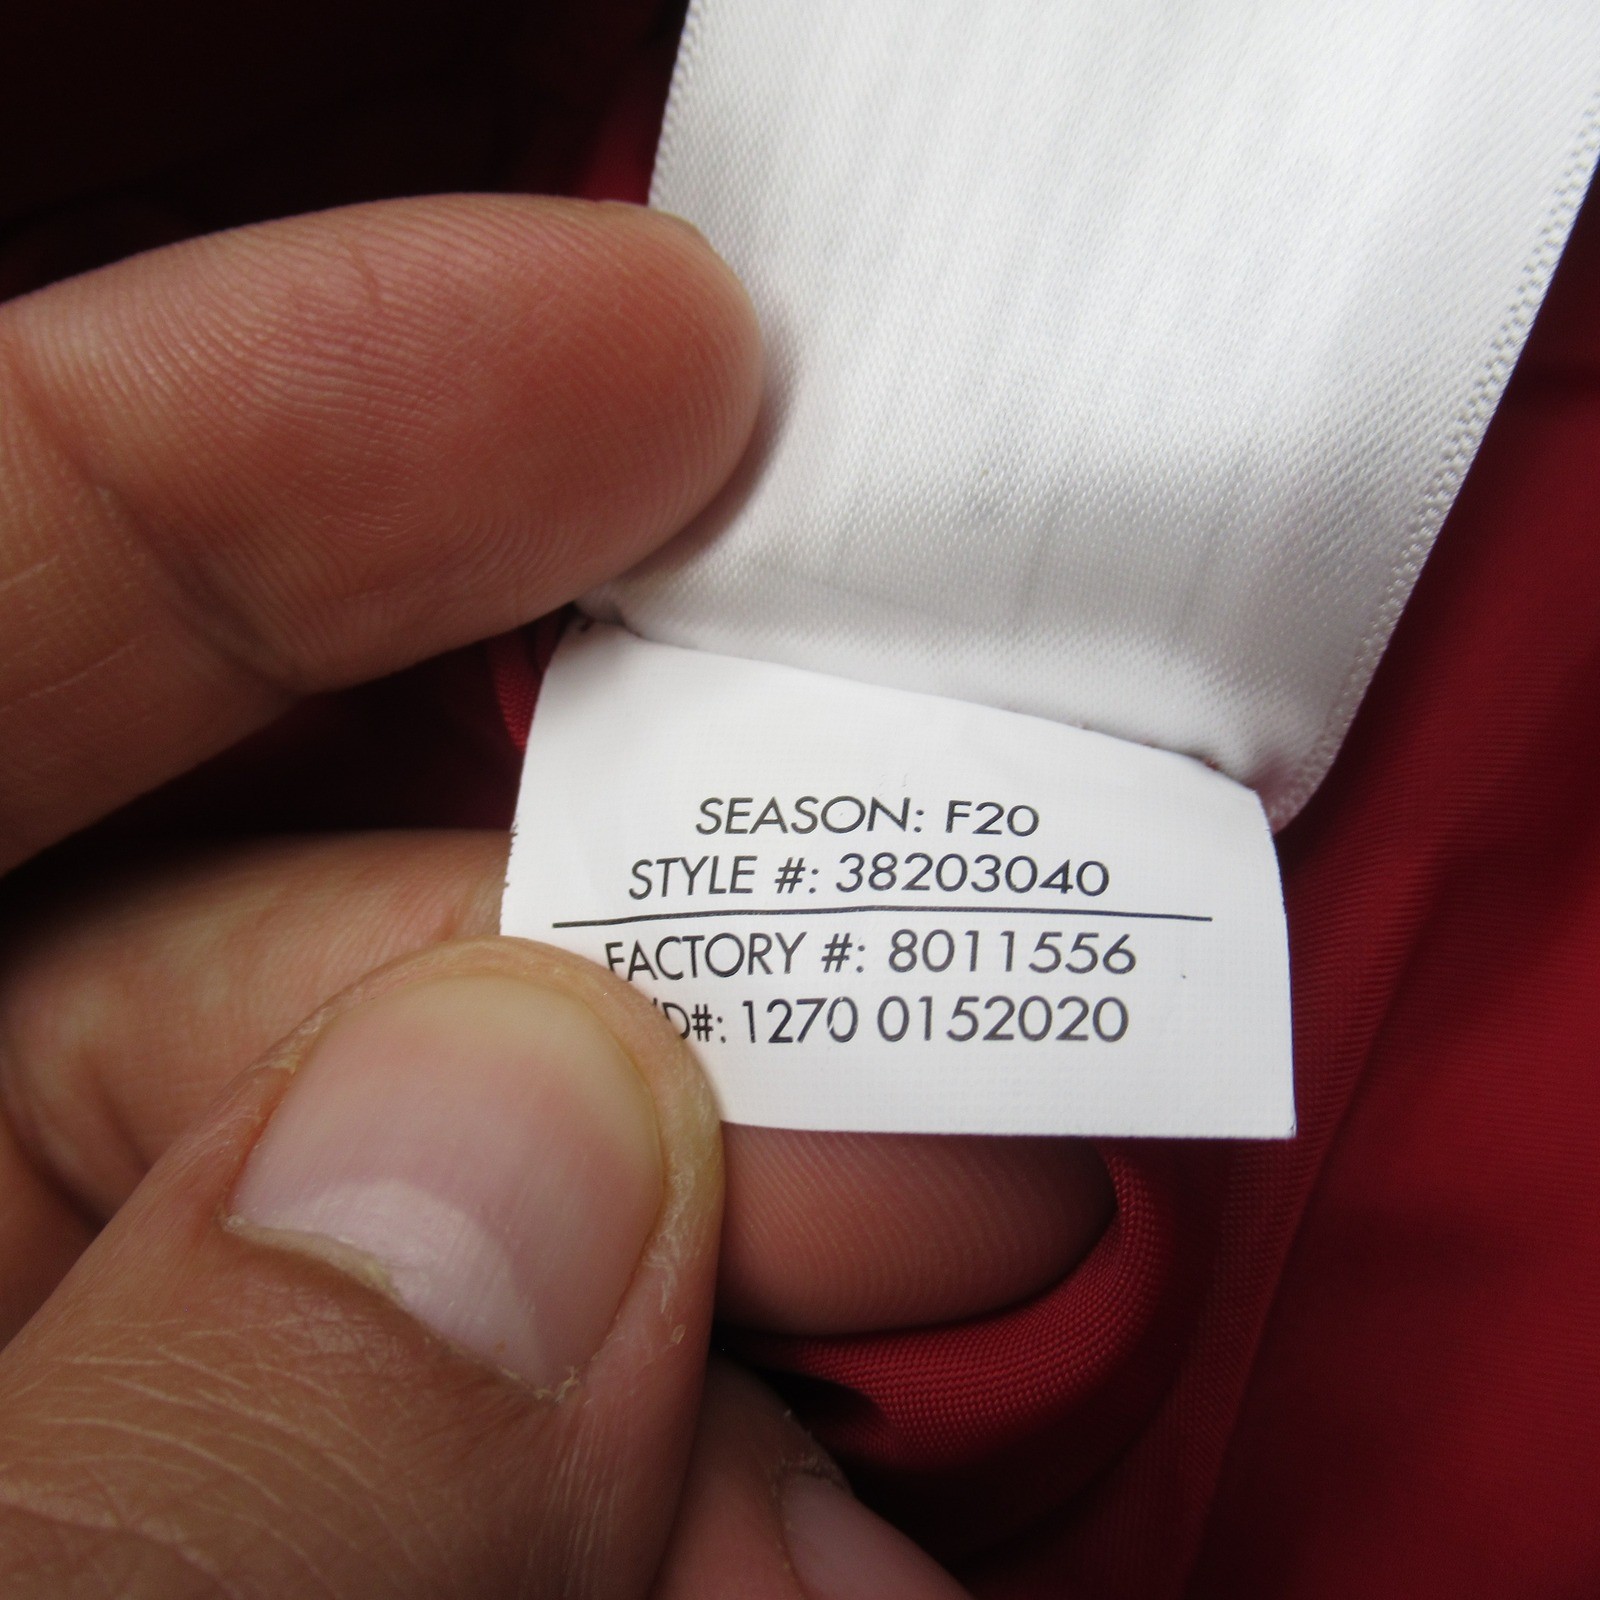 SEASON: F20
STYLE #: 38203040
FACTORY #: 8011556
D#: 1270 0152020